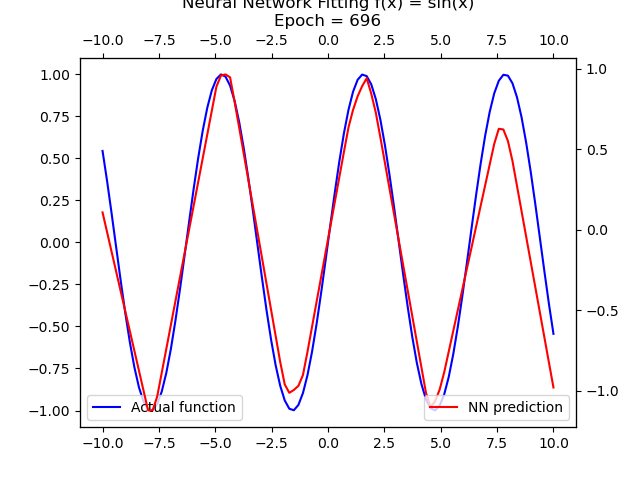 Neural Network Fitting f(x) = sin(x)
Epoch = 696
−10.0 −7.5 −5.0 −2.5 0.0 2.5 5.0 7.5 10.0
1.00
0.75
0.50
0.25
0.00
−0.25
−0.50
−0.75
−1.00
1.0
0.5
0.0
−0.5
−1.0
Actual function
NN prediction
−10.0 −7.5 −5.0 −2.5 0.0 2.5 5.0 7.5 10.0